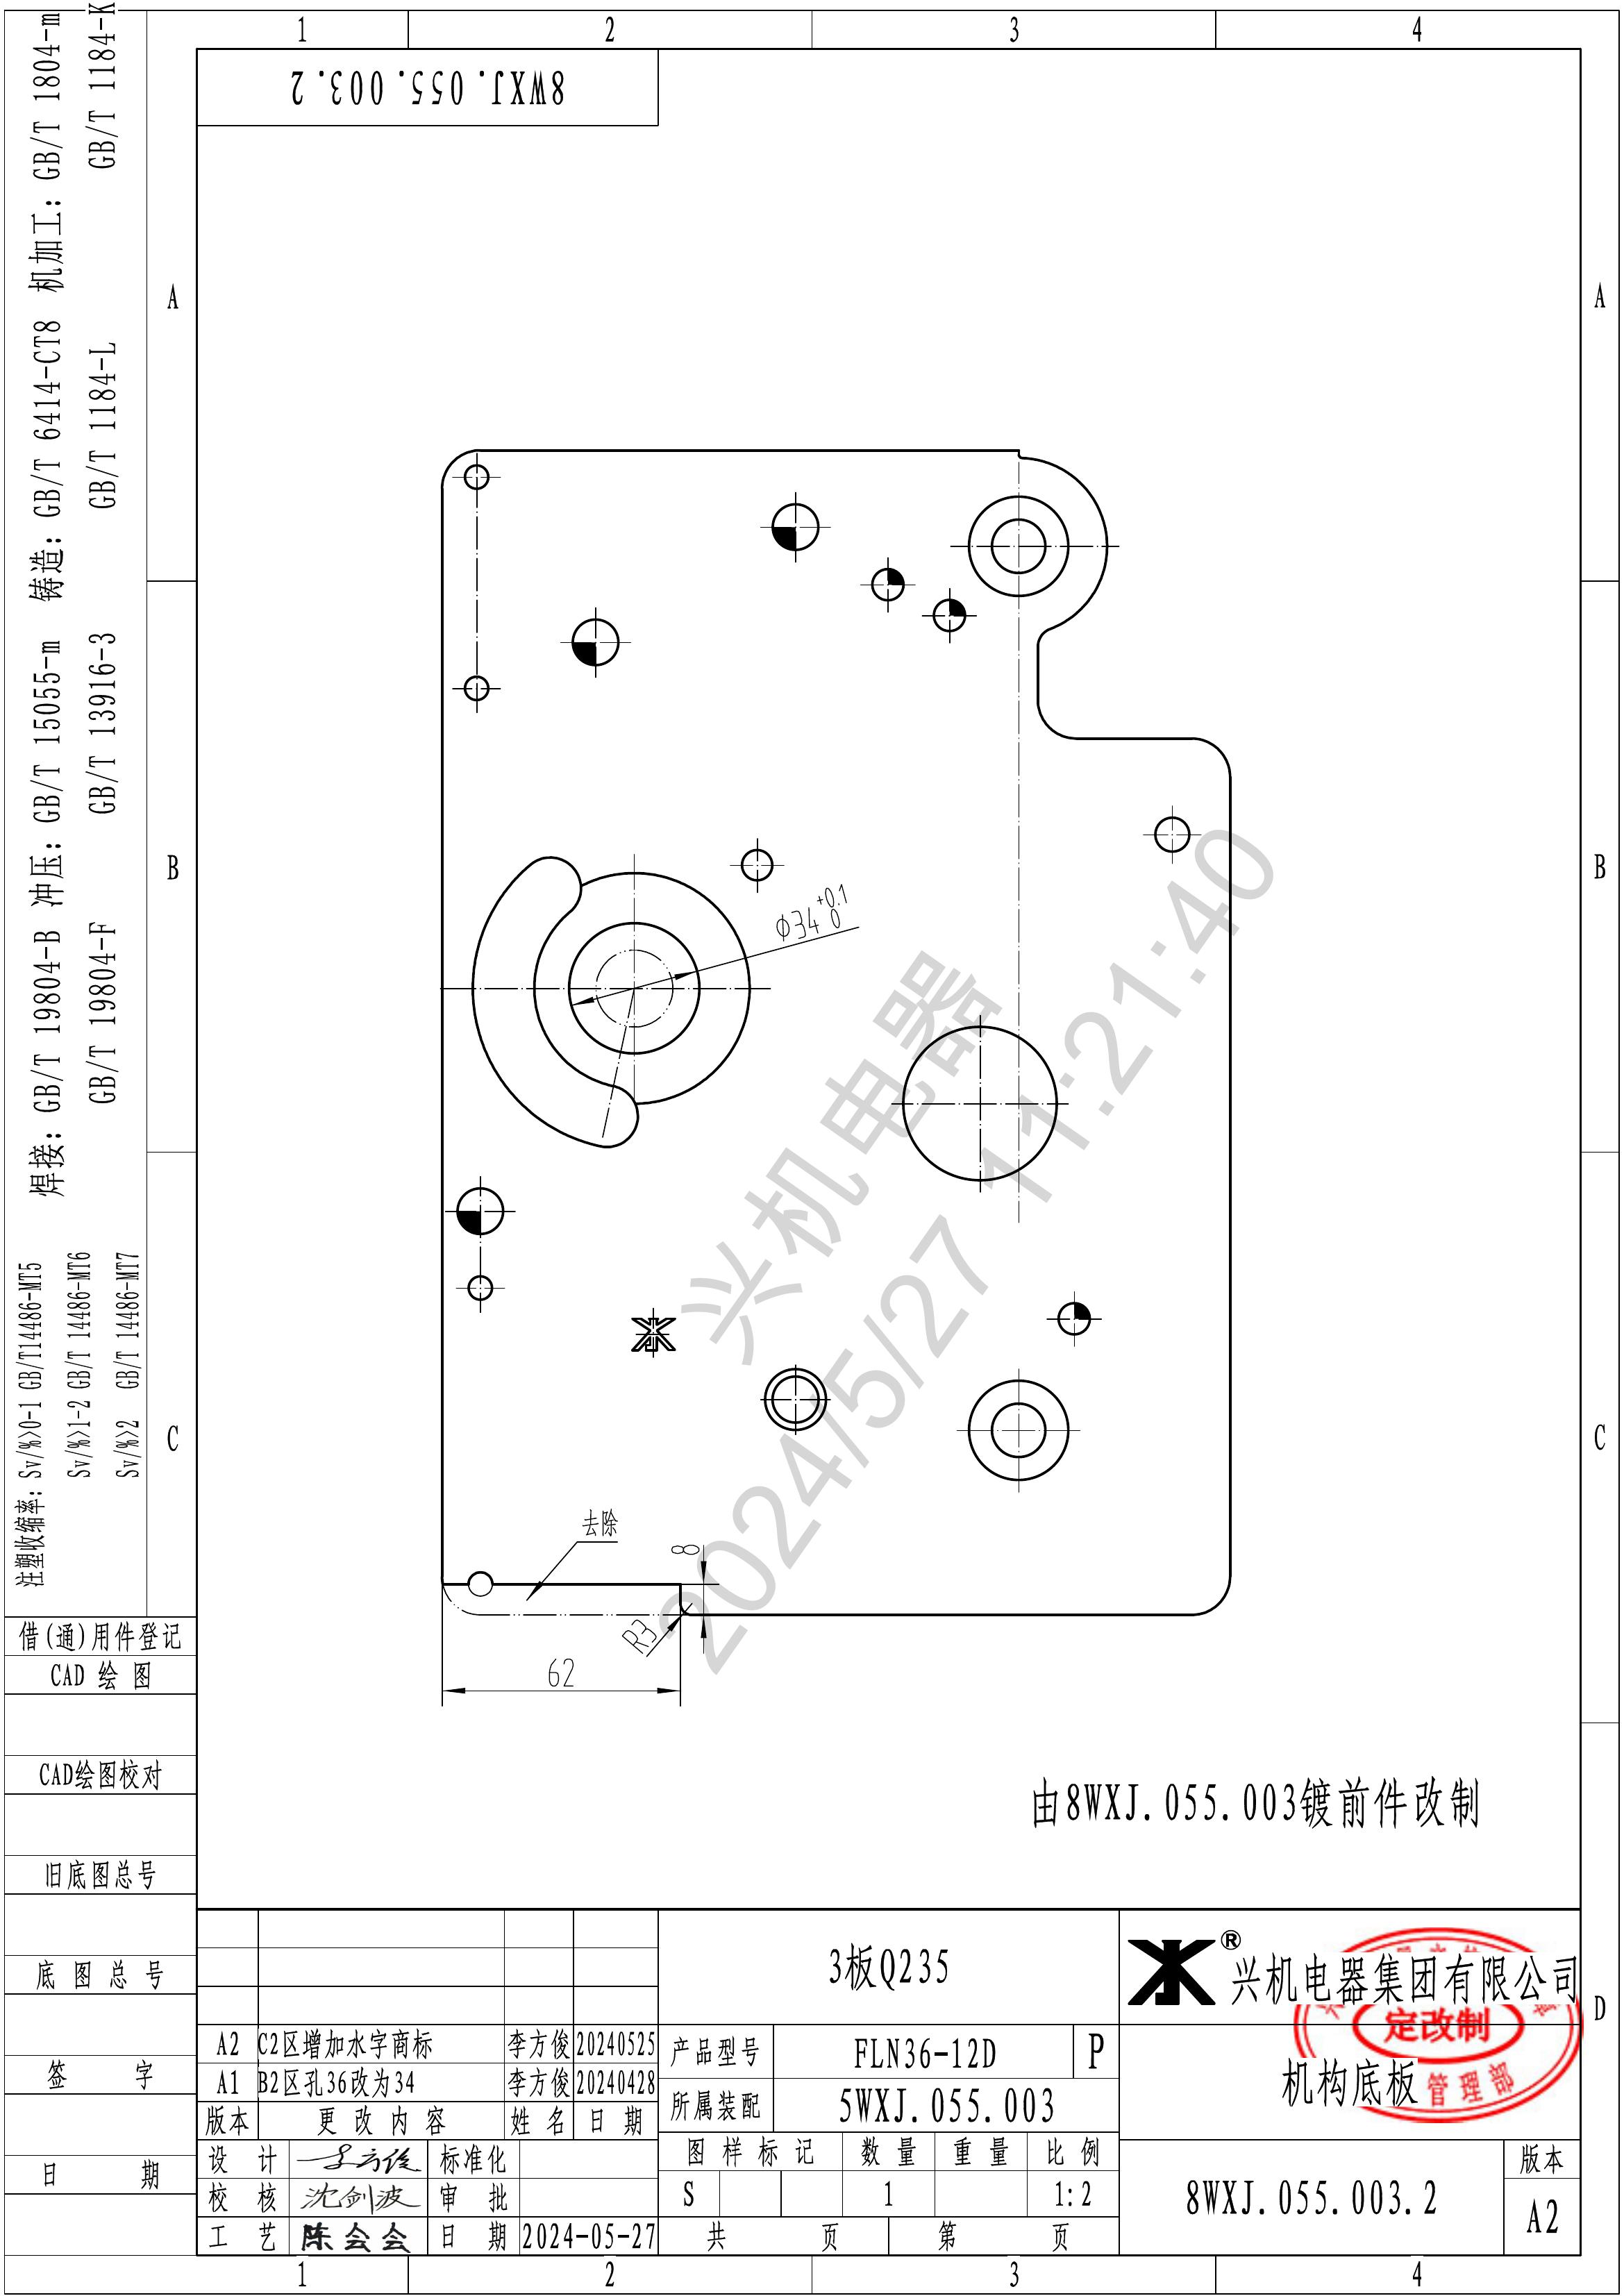 1 2 3 4
8WXJ.055.003.2
机加工: GB/T 1804-m
GB/T 1184-K
铸造: GB/T 6414-CT8
GB/T 1184-L
冲压: GB/T 15055-m
GB/T 13916-3
焊接: GB/T 19804-B
GB/T 19804-F
注塑收缩率: Sv/%>0-1 GB/T14486-MT5
Sv/%>1-2 GB/T 14486-MT6
Sv/%>2 GB/T 14486-MT7
A A
B B
C C
D
Φ34 +0.1 0
去除
8
R3
62
兴机电器
2024/5/27 11:21:40
由8WXJ.055.003镀前件改制
借(通)用件登记
CAD 绘 图
CAD绘图校对
旧底图总号
底 图 总 号
签 字
日 期
A2 C2区增加水字商标 李方俊 20240525
A1 B2区孔36改为34 李方俊 20240428
版本 更 改 内 容 姓 名 日 期
设 计 李方俊 标准化
校 核 沈剑波 审 批
工 艺 陈会会 日 期 2024-05-27
3板Q235
产品型号 FLN36-12D P
所属装配 5WXJ.055.003
图 样 标 记 数 量 重 量 比 例
S 1 1:2
共 页 第 页
®
兴机电器集团有限公司
定改制
管理部
机构底板
8WXJ.055.003.2
版本
A2
1 2 3 4